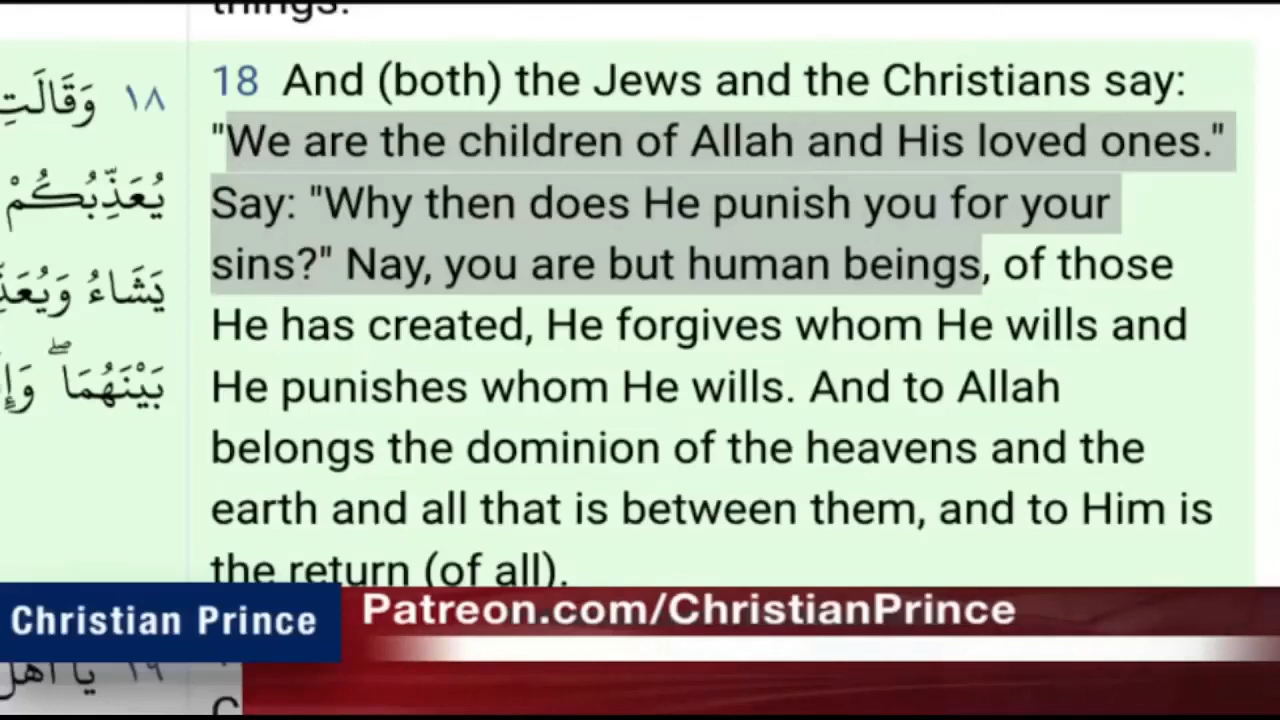 things.
١٨ وَقَالَتِ
18 And (both) the Jews and the Christians say:
"We are the children of Allah and His loved ones."
يُعَذِّبُكُمْ
Say: "Why then does He punish you for your
sins?" Nay, you are but human beings, of those
يَشَاءُ وَيُعَذِّ
He has created, He forgives whom He wills and
بَيْنَهُمَا ۖ وَإِ
He punishes whom He wills. And to Allah
belongs the dominion of the heavens and the
earth and all that is between them, and to Him is
the return (of all).
Christian Prince
Patreon.com/ChristianPrince
١٩ يا أهل